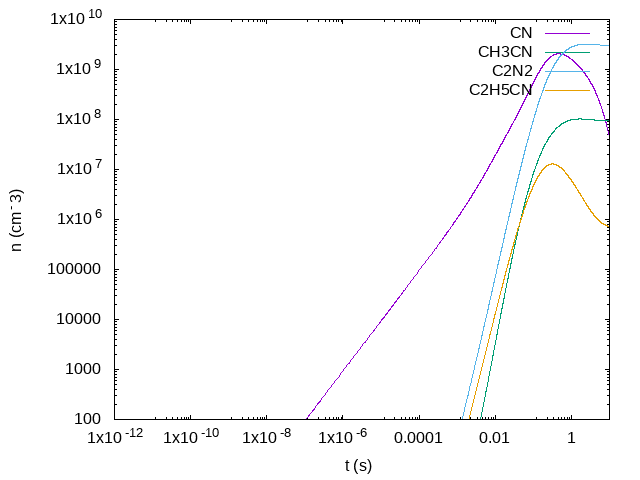 1x10^10
CN
CH3CN
1x10^9
C2N2
C2H5CN
1x10^8
1x10^7
n (cm^-3)
1x10^6
100000
10000
1000
100
1x10^-12 1x10^-10 1x10^-8 1x10^-6 0.0001 0.01 1
t (s)